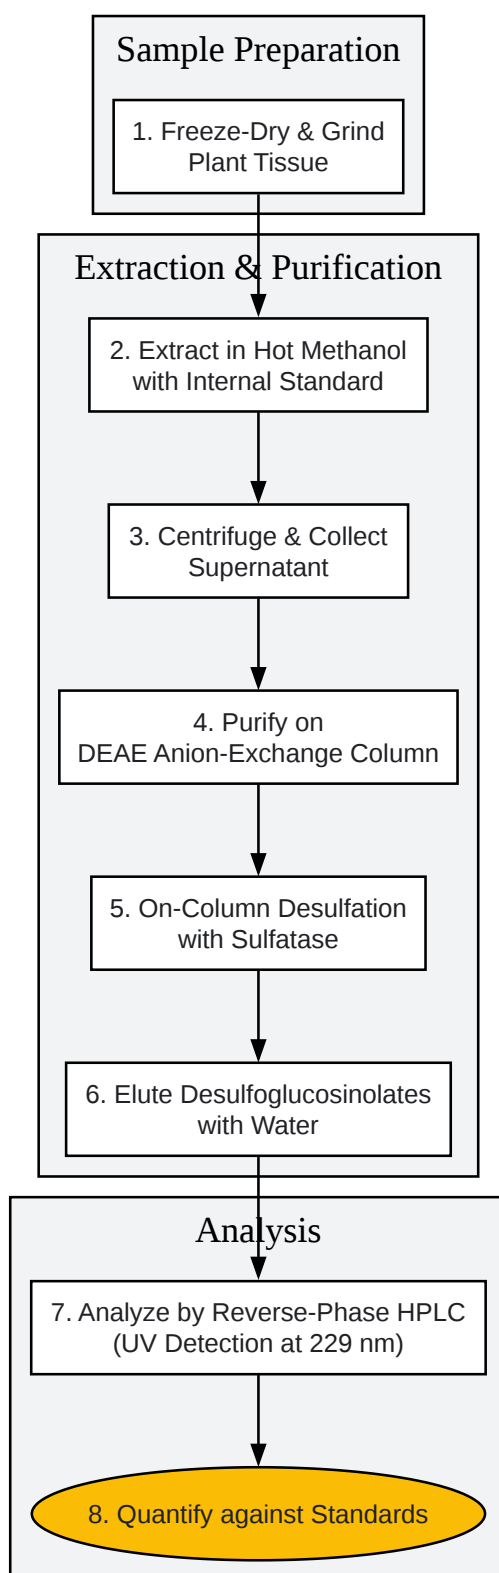 Sample Preparation
1. Freeze-Dry & Grind
Plant Tissue
Extraction & Purification
2. Extract in Hot Methanol
with Internal Standard
3. Centrifuge & Collect
Supernatant
4. Purify on
DEAE Anion-Exchange Column
5. On-Column Desulfation
with Sulfatase
6. Elute Desulfoglucosinolates
with Water
Analysis
7. Analyze by Reverse-Phase HPLC
(UV Detection at 229 nm)
8. Quantify against Standards